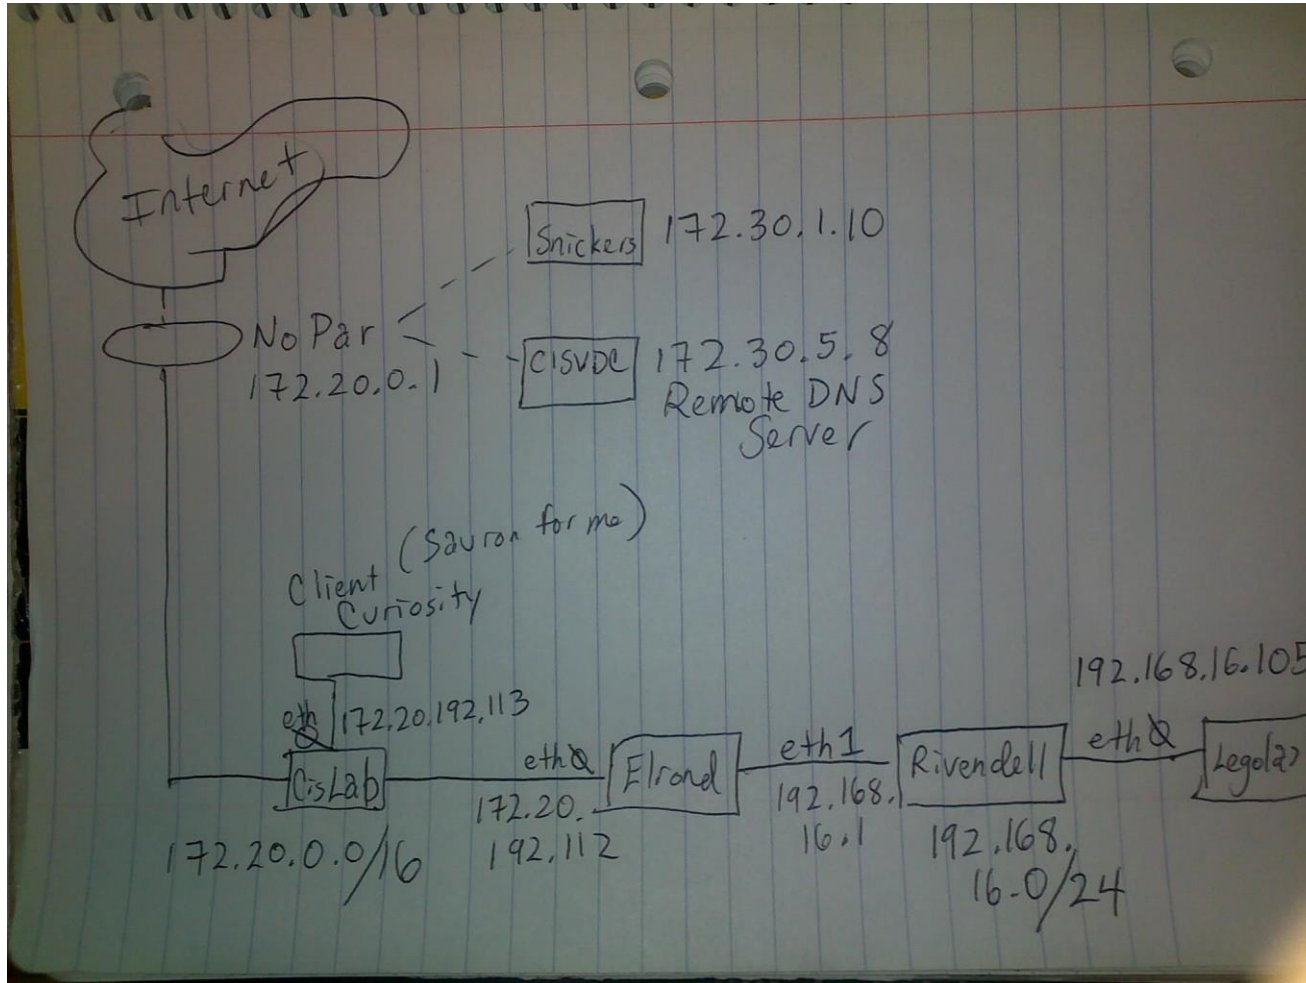 Internet
Snickers
172.30.1.10
No Par
172.20.0.1
CISVDC
172.30.5.8
Remote DNS
Server
Client (Sauron for me)
Curiosity
eth0
172.20.192.113
CisLab
172.20.0.0/16
eth0
172.20.
192.112
Elrond
eth1
192.168.
16.1
Rivendell
192.168.
16.0/24
192.168.16.105
eth0
Legolas